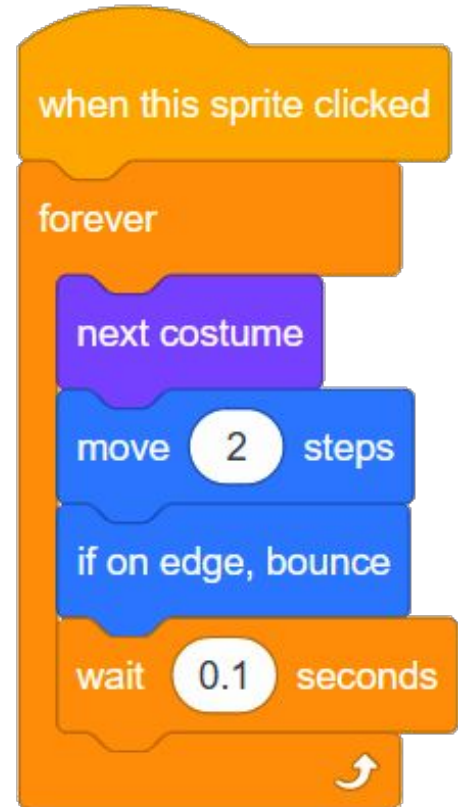 when this sprite clicked
forever
next costume
move 2 steps
if on edge, bounce
wait 0.1 seconds